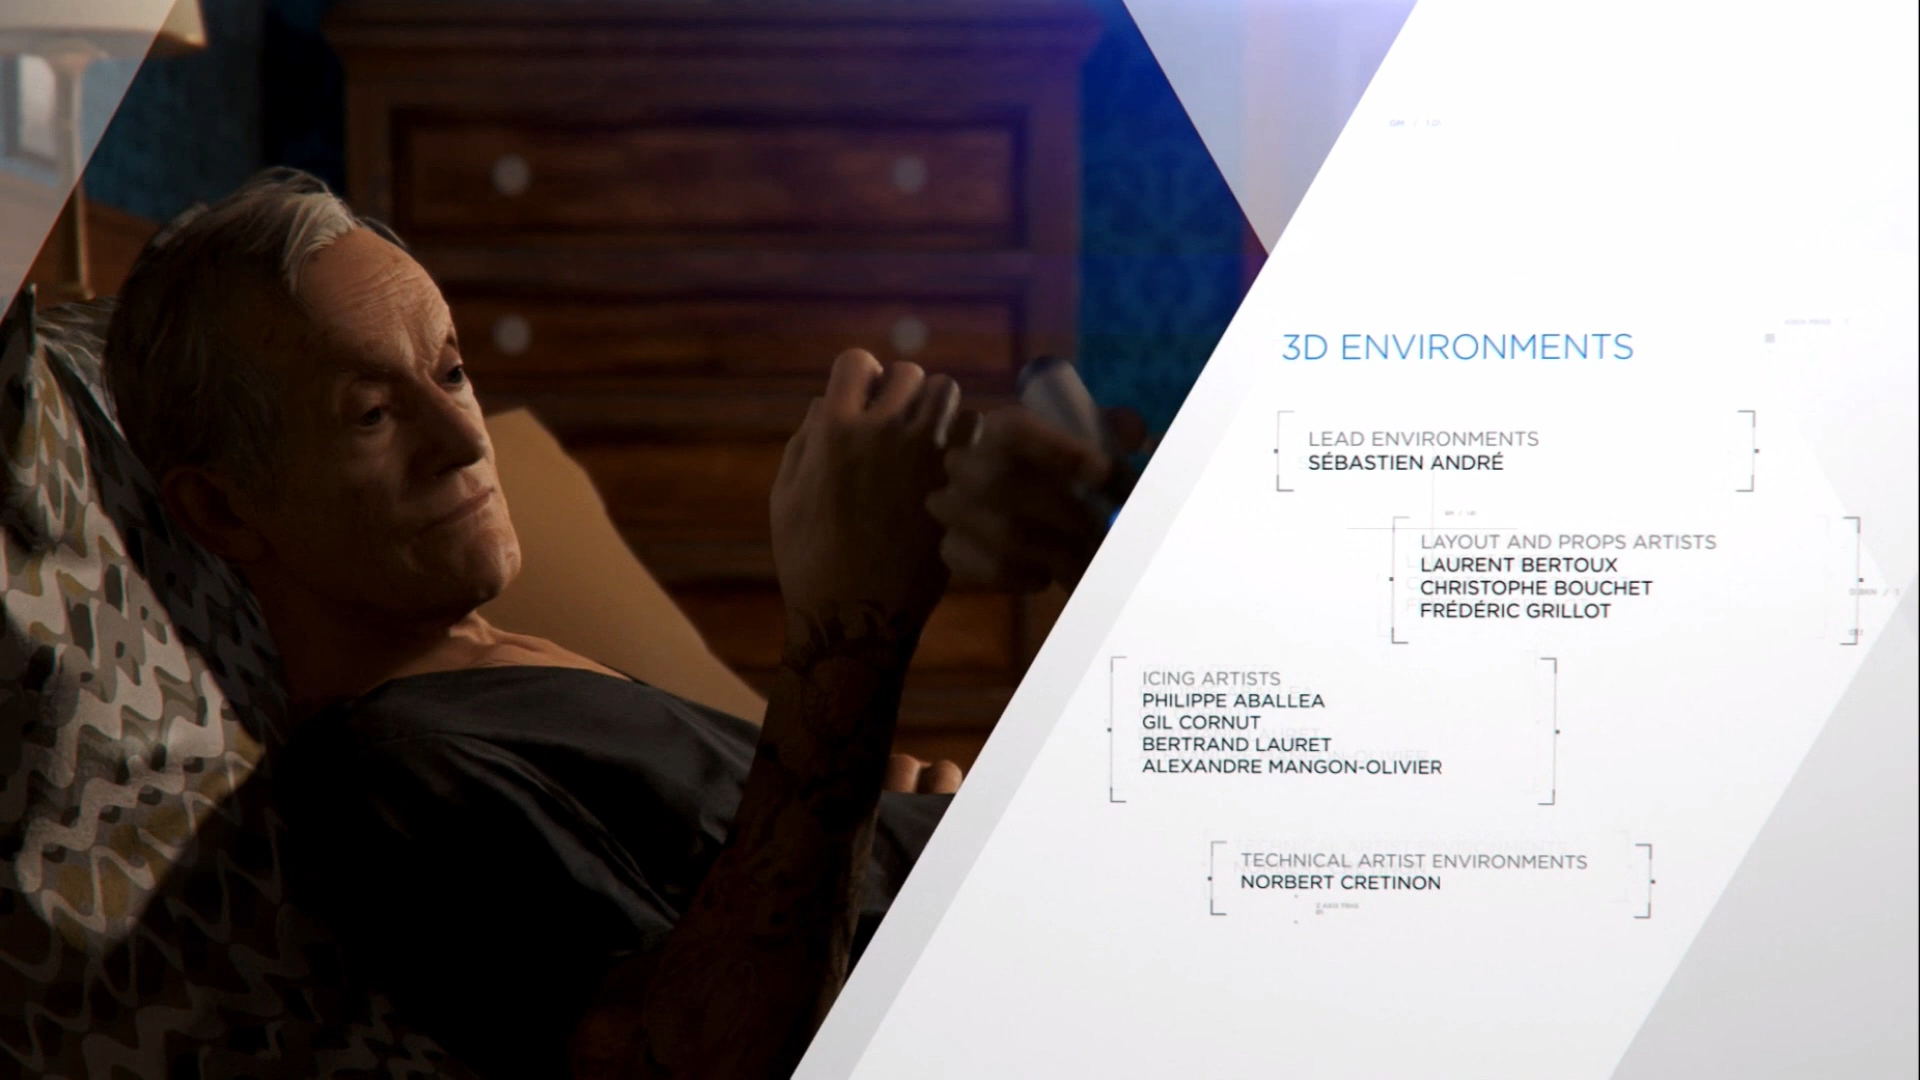 3D ENVIRONMENTS
LEAD ENVIRONMENTS
SÉBASTIEN ANDRÉ
LAYOUT AND PROPS ARTISTS
LAURENT BERTOUX
CHRISTOPHE BOUCHET
FRÉDÉRIC GRILLOT
ICING ARTISTS
PHILIPPE ABALLEA
GIL CORNUT
BERTRAND LAURET
ALEXANDRE MANGON-OLIVIER
TECHNICAL ARTIST ENVIRONMENTS
NORBERT CRETINON